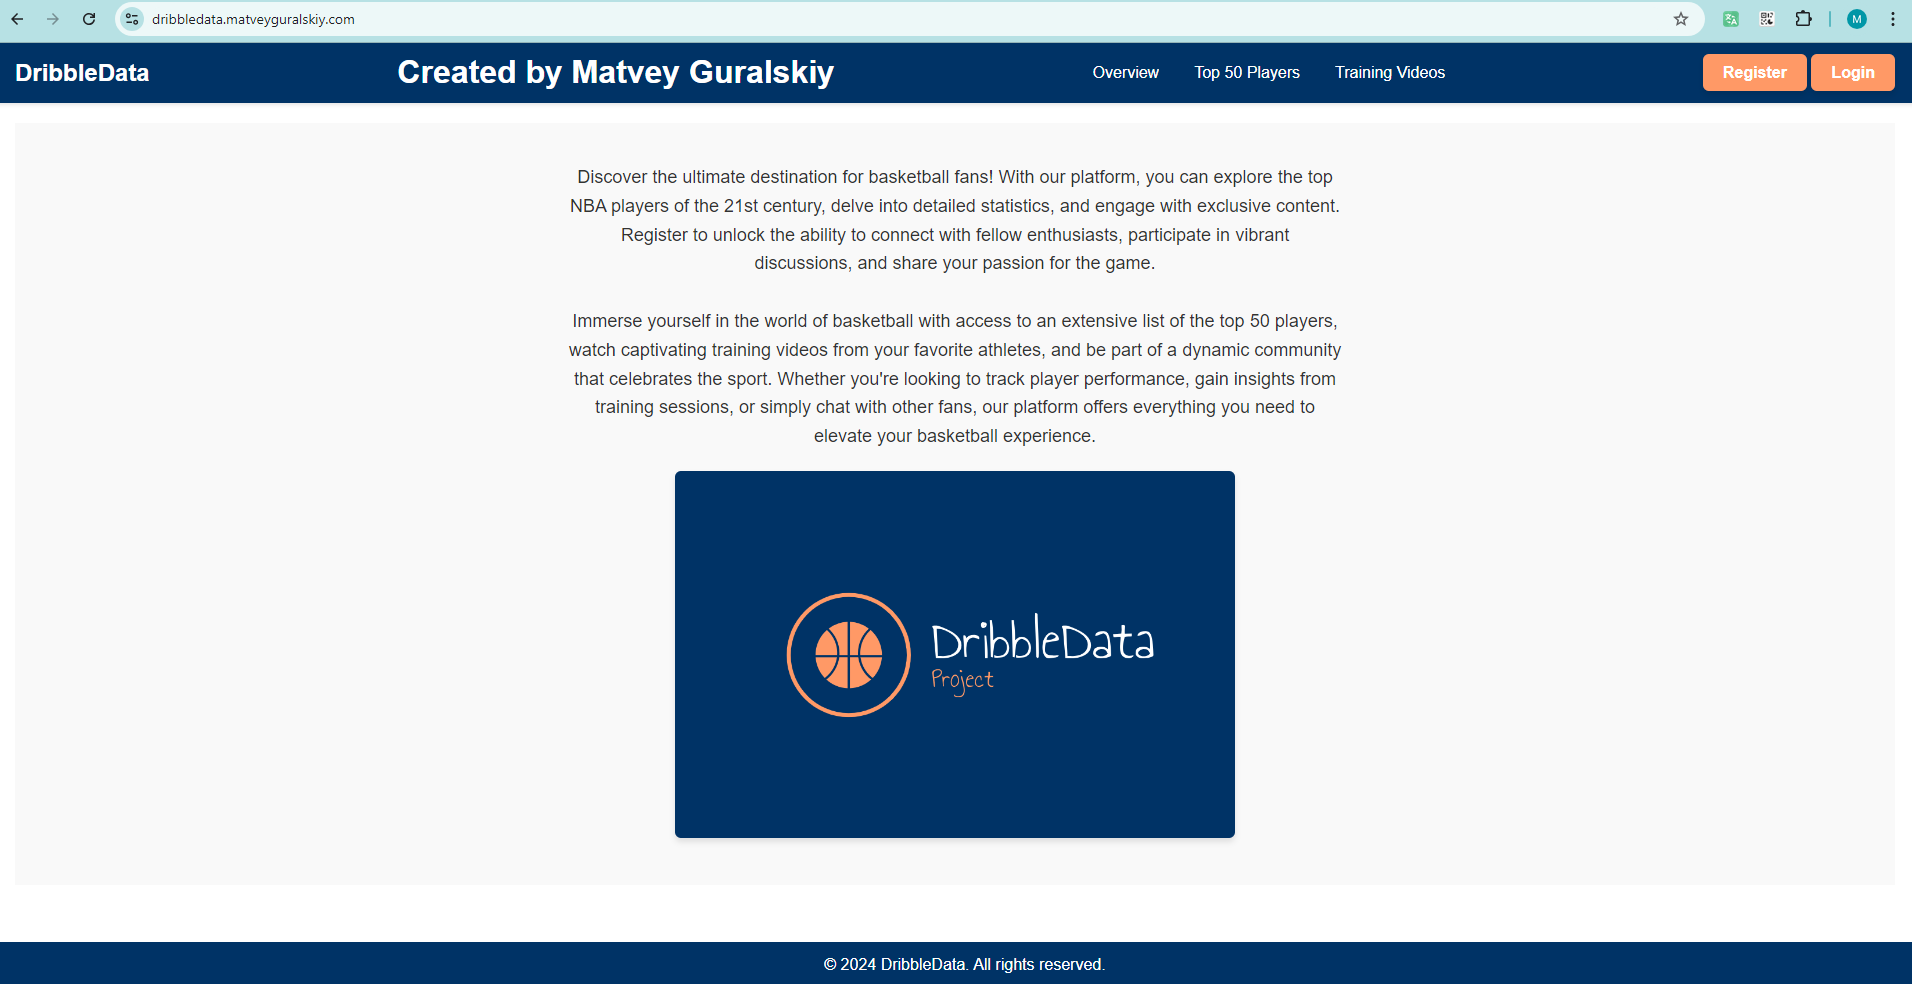 dribbledata.matveyguralskiy.com
M
DribbleData
Created by Matvey Guralskiy
Overview
Top 50 Players
Training Videos
Register
Login
Discover the ultimate destination for basketball fans! With our platform, you can explore the top
NBA players of the 21st century, delve into detailed statistics, and engage with exclusive content.
Register to unlock the ability to connect with fellow enthusiasts, participate in vibrant
discussions, and share your passion for the game.
Immerse yourself in the world of basketball with access to an extensive list of the top 50 players,
watch captivating training videos from your favorite athletes, and be part of a dynamic community
that celebrates the sport. Whether you're looking to track player performance, gain insights from
training sessions, or simply chat with other fans, our platform offers everything you need to
elevate your basketball experience.
DribbleData
Project
© 2024 DribbleData. All rights reserved.